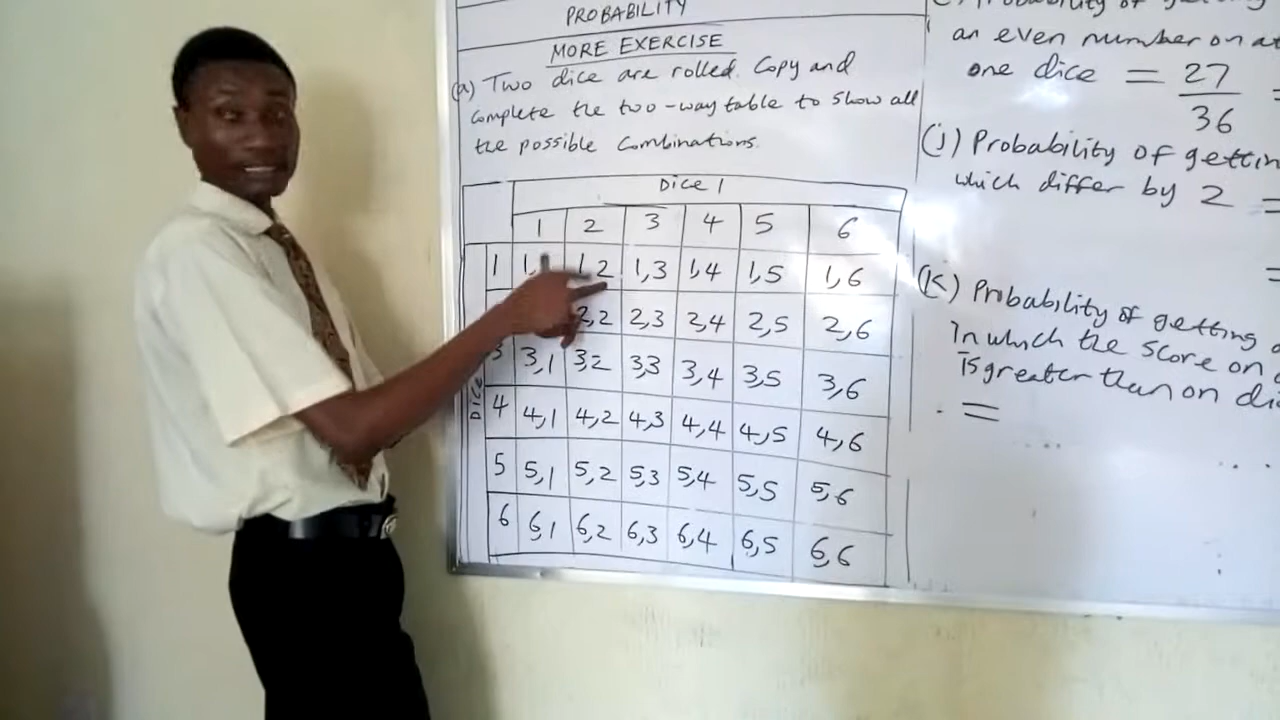 PROBABILITY
MORE EXERCISE
(a) Two dice are rolled. Copy and
complete the two-way table to show all
the possible combinations.
Dice 1
1 2 3 4 5 6
1 1,2 1,3 1,4 1,5 1,6
2,2 2,3 2,4 2,5 2,6
3 3,1 3,2 3,3 3,4 3,5 3,6
4 4,1 4,2 4,3 4,4 4,5 4,6
5 5,1 5,2 5,3 5,4 5,5 5,6
6 6,1 6,2 6,3 6,4 6,5 6,6
Dice
an even number on at
one dice = 27
36 =
(j) Probability of gettin
which differ by 2 =
=
(K) Probability of getting
In which the score on
is greater than on di
=